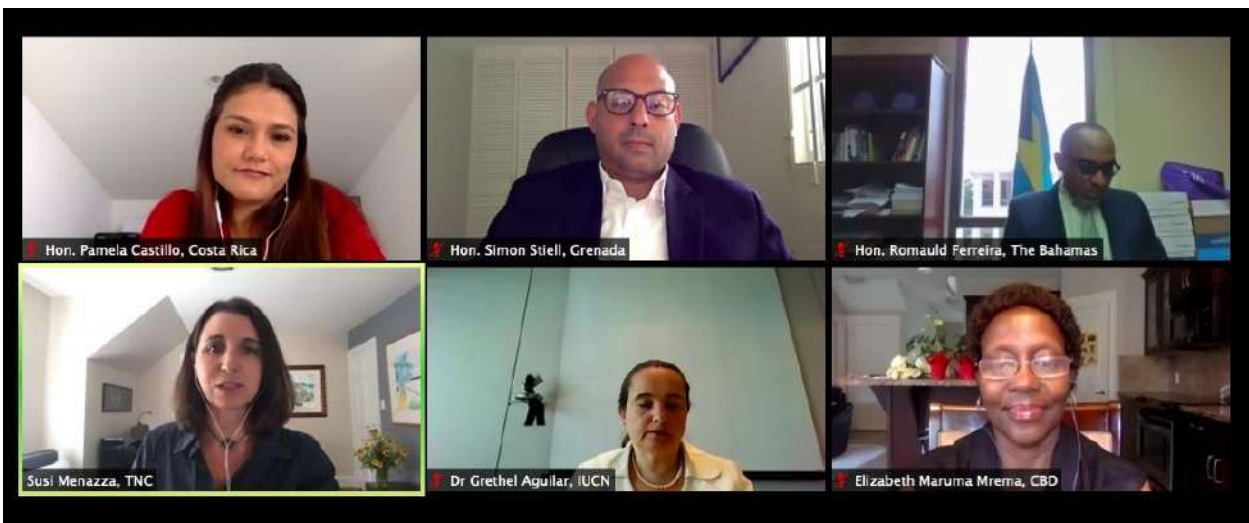 Hon. Pamela Castillo, Costa Rica
Hon. Simon Stiell, Grenada
Hon. Romauld Ferreira, The Bahamas
Susi Menazza, TNC
Dr Grethel Aguilar, IUCN
Elizabeth Maruma Mrema, CBD